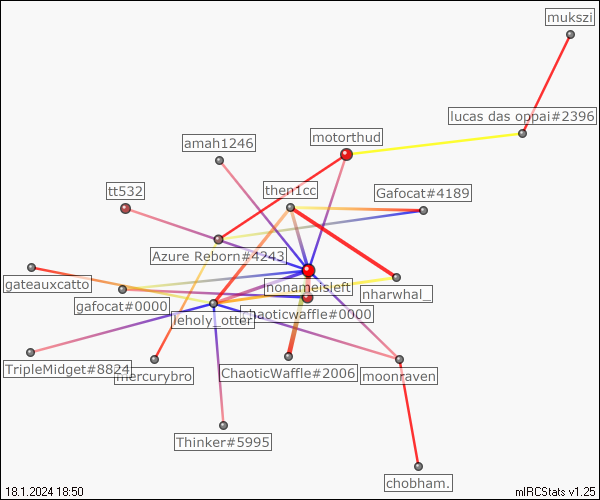 mukszi
lucas das oppai#2396
motorthud
amah1246
tt532
then1cc
Gafocat#4189
Azure Reborn#4243
gateauxcatto
honameisleft
nharwhal_
gafocat#0000
leholy_otter
chaoticwaffle#0000
TripleMidget#8824
mercurybro
ChaoticWaffle#2006
moonraven
Thinker#5995
chobham.
18.1.2024 18:50
mIRCStats v1.25